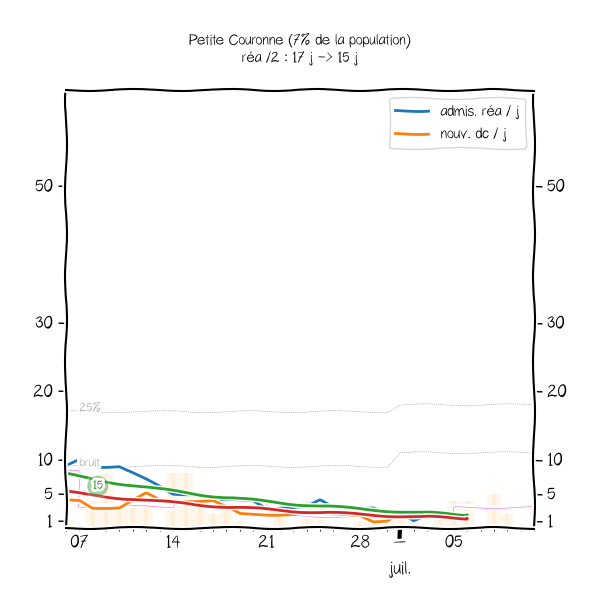 Petite Couronne (7% de la population)
réa /2 : 17 j -> 15 j
admis. réa / j
nouv. dc / j
50 50
30 30
20 20
25%
10 bruit 10
15
5 5
1 1
07 14 21 28 1 05
juil.